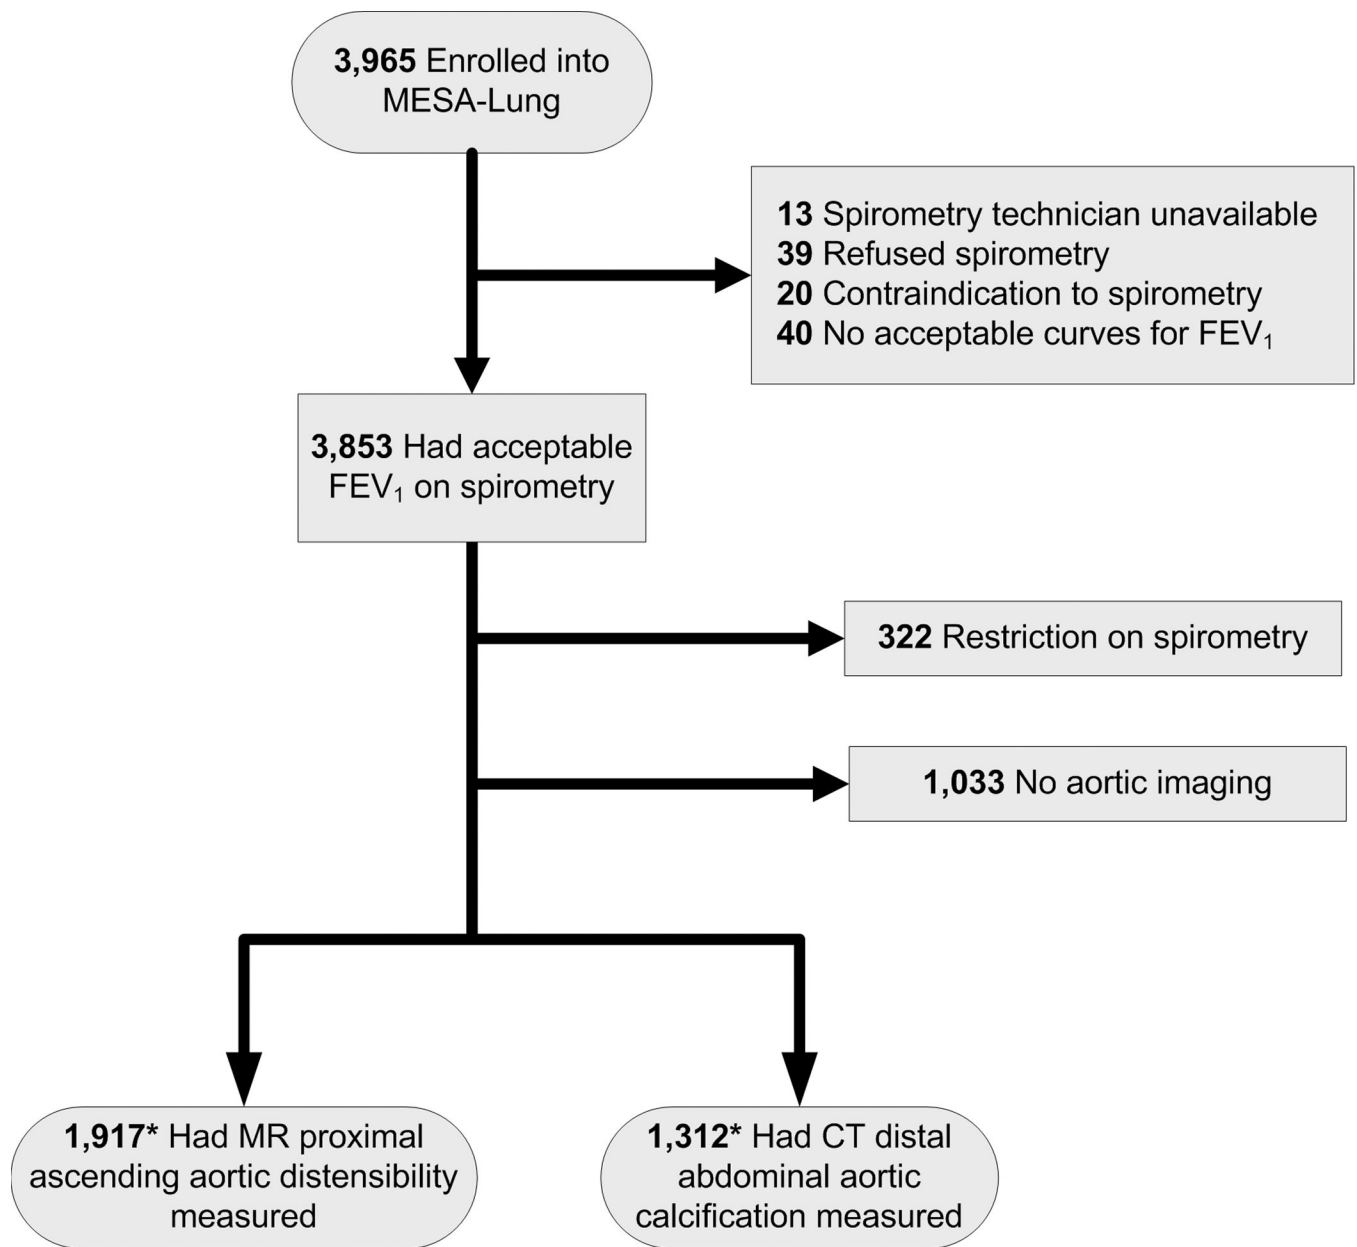 3,965 Enrolled into
MESA-Lung
13 Spirometry technician unavailable
39 Refused spirometry
20 Contraindication to spirometry
40 No acceptable curves for FEV₁
3,853 Had acceptable
FEV₁ on spirometry
322 Restriction on spirometry
1,033 No aortic imaging
1,917* Had MR proximal
ascending aortic distensibility
measured
1,312* Had CT distal
abdominal aortic
calcification measured